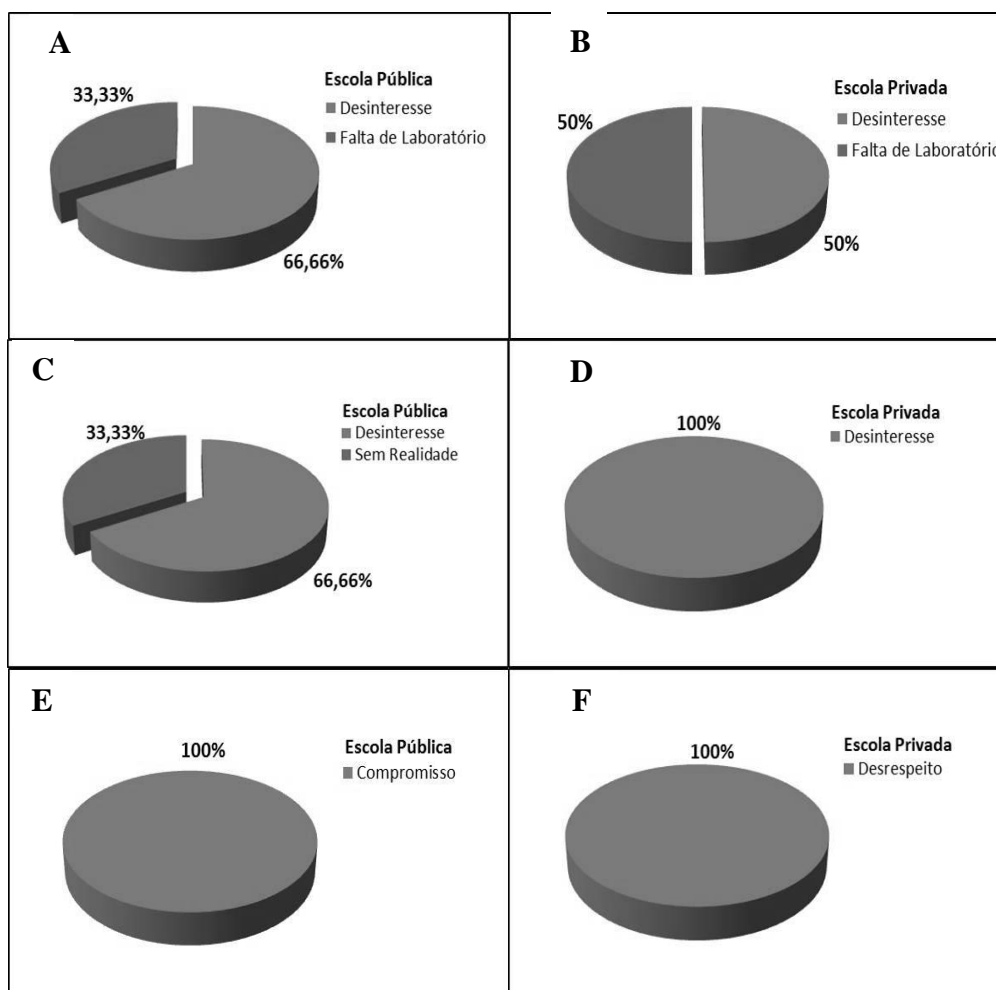 A
Escola Pública
Desinteresse
Falta de Laboratório
33,33%
66,66%
B
Escola Privada
Desinteresse
Falta de Laboratório
50%
50%
C
Escola Pública
Desinteresse
Sem Realidade
33,33%
66,66%
D
Escola Privada
Desinteresse
100%
E
Escola Pública
Compromisso
100%
F
Escola Privada
Desrespeito
100%